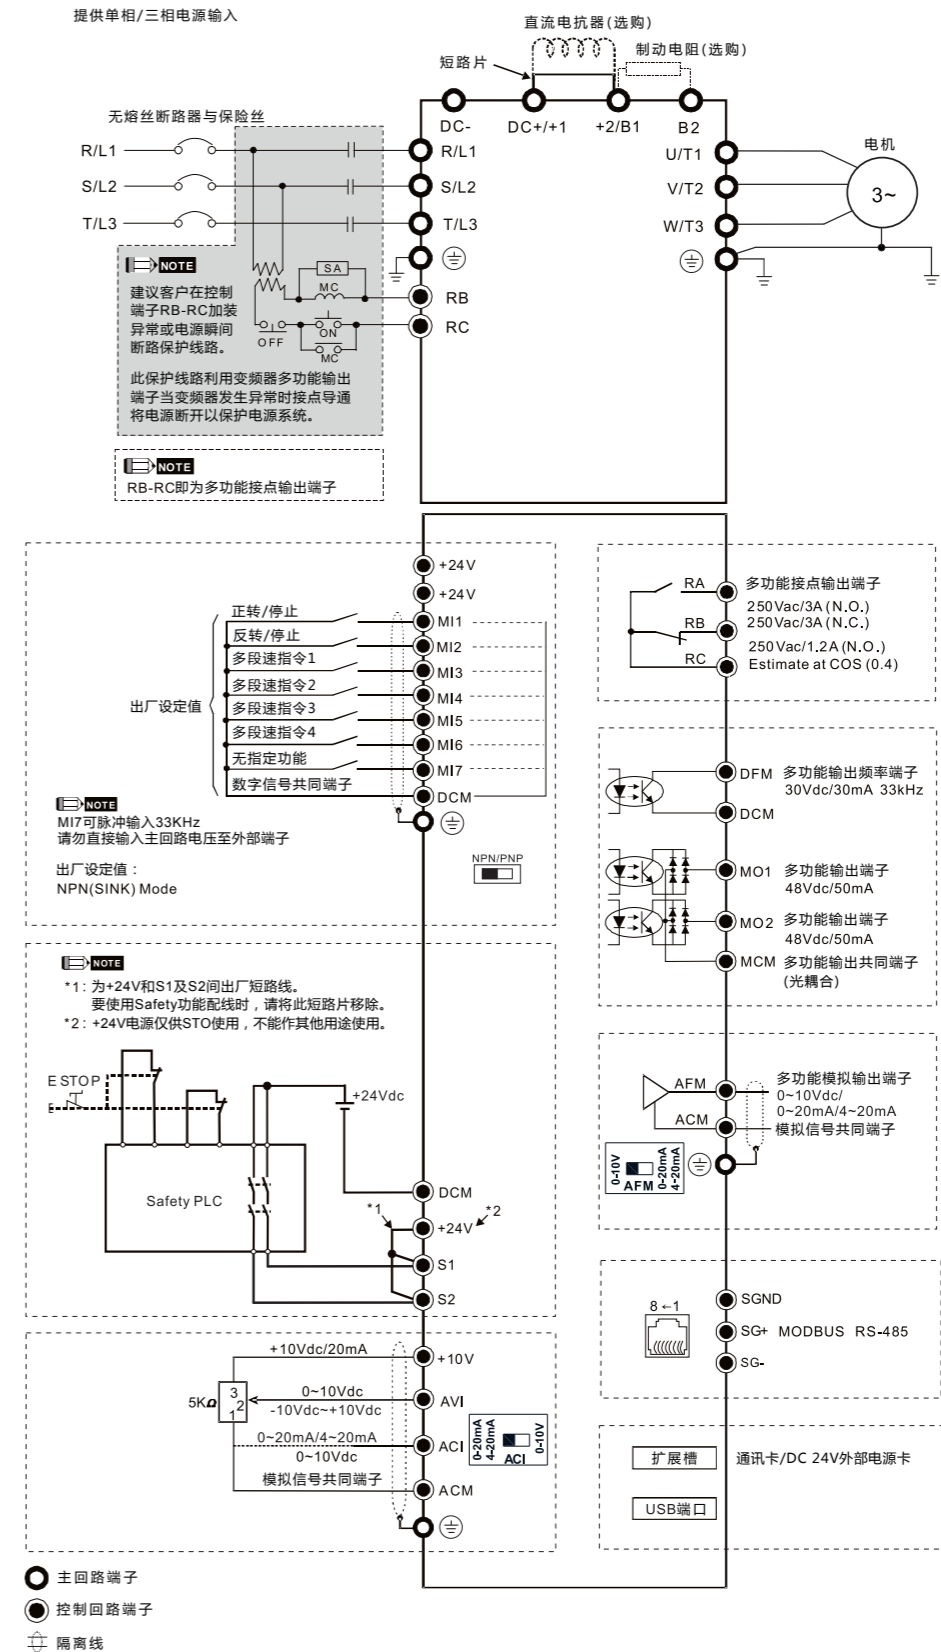 提供单相/三相电源输入
直流电抗器(选购)
制动电阻(选购)
短路片
无熔丝断路器与保险丝
DC-
DC+/+1
+2/B1
B2
R/L1
R/L1
S/L2
S/L2
T/L3
T/L3
U/T1
V/T2
W/T3
电机
3~
NOTE
建议客户在控制
端子RB-RC加装
异常或电源瞬间
断路保护线路。
SA
MC
OFF
ON
MC
RB
RC
此保护线路利用变频器多功能输出
端子当变频器发生异常时接点导通
将电源断开以保护电源系统。
NOTE
RB-RC即为多功能接点输出端子
+24V
+24V
正转/停止
MI1
反转/停止
MI2
多段速指令1
MI3
多段速指令2
MI4
多段速指令3
MI5
多段速指令4
MI6
无指定功能
MI7
数字信号共同端子
DCM
出厂设定值
NOTE
MI7可脉冲输入33KHz
请勿直接输入主回路电压至外部端子
出厂设定值：
NPN(SINK) Mode
NPN/PNP
RA
多功能接点输出端子
250Vac/3A (N.O.)
RB
250Vac/3A (N.C.)
250Vac/1.2A (N.O.)
RC
Estimate at COS (0.4)
DFM
多功能输出频率端子
30Vdc/30mA 33kHz
DCM
MO1
多功能输出端子
48Vdc/50mA
MO2
多功能输出端子
48Vdc/50mA
MCM
多功能输出共同端子
(光耦合)
NOTE
*1：为+24V和S1及S2间出厂短路线。
要使用Safety功能配线时，请将此短路片移除。
*2：+24V电源仅供STO使用，不能作其他用途使用。
ESTOP
+24Vdc
Safety PLC
DCM
*1
+24V
*2
S1
S2
AFM
多功能模拟输出端子
0~10Vdc/
0~20mA/4~20mA
ACM
模拟信号共同端子
0-10V
AFM
0-20mA
4-20mA
8←1
SGND
SG+
MODBUS RS-485
SG-
+10Vdc/20mA
+10V
5KΩ
3
2
1
0~10Vdc
-10Vdc~+10Vdc
AVI
0~20mA/4~20mA
0~10Vdc
ACI
0-20mA
4-20mA
ACI
0-10V
模拟信号共同端子
ACM
扩展槽
通讯卡/DC 24V外部电源卡
USB端口
主回路端子
控制回路端子
隔离线